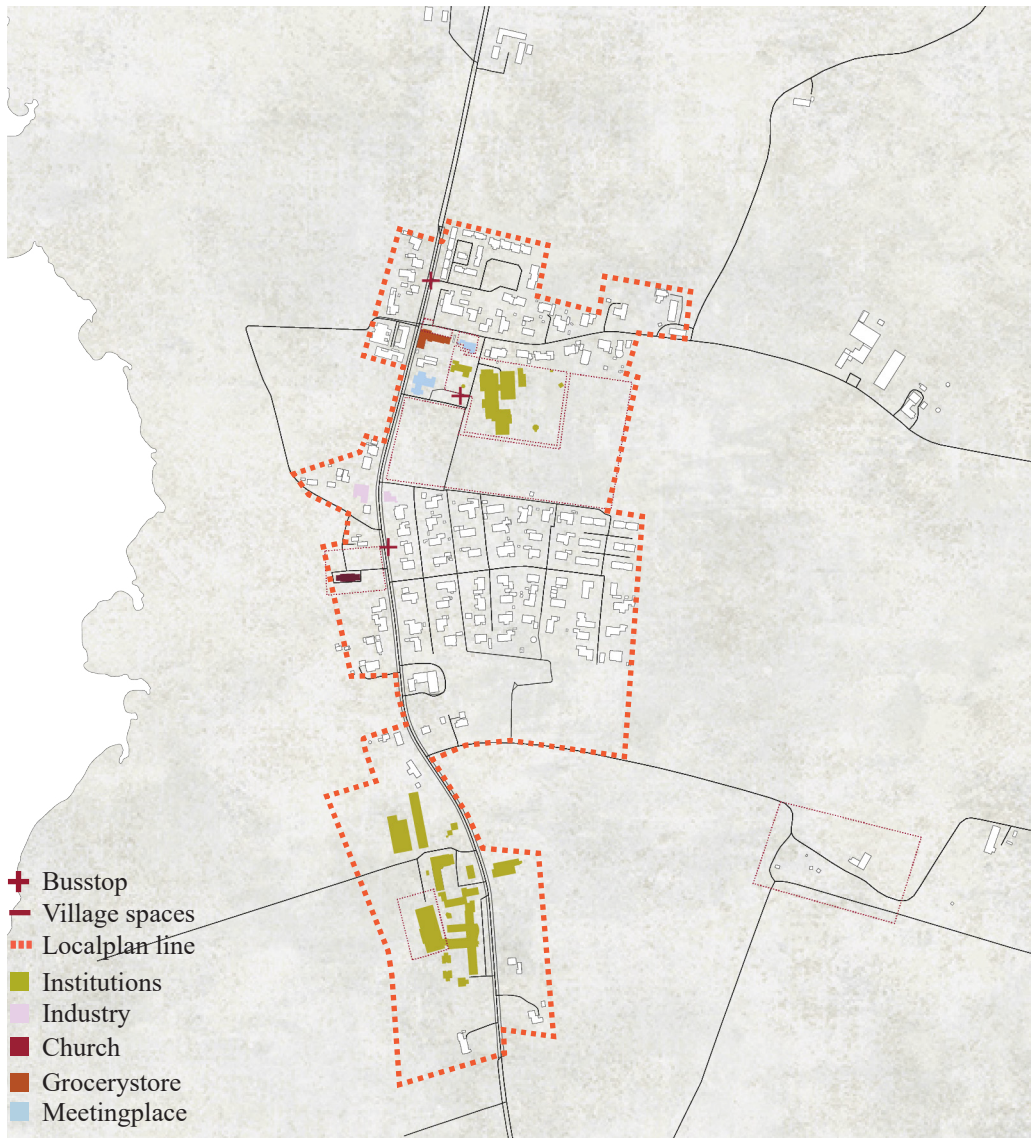 Busstop
Village spaces
Localplan line
Institutions
Industry
Church
Grocerystore
Meetingplace